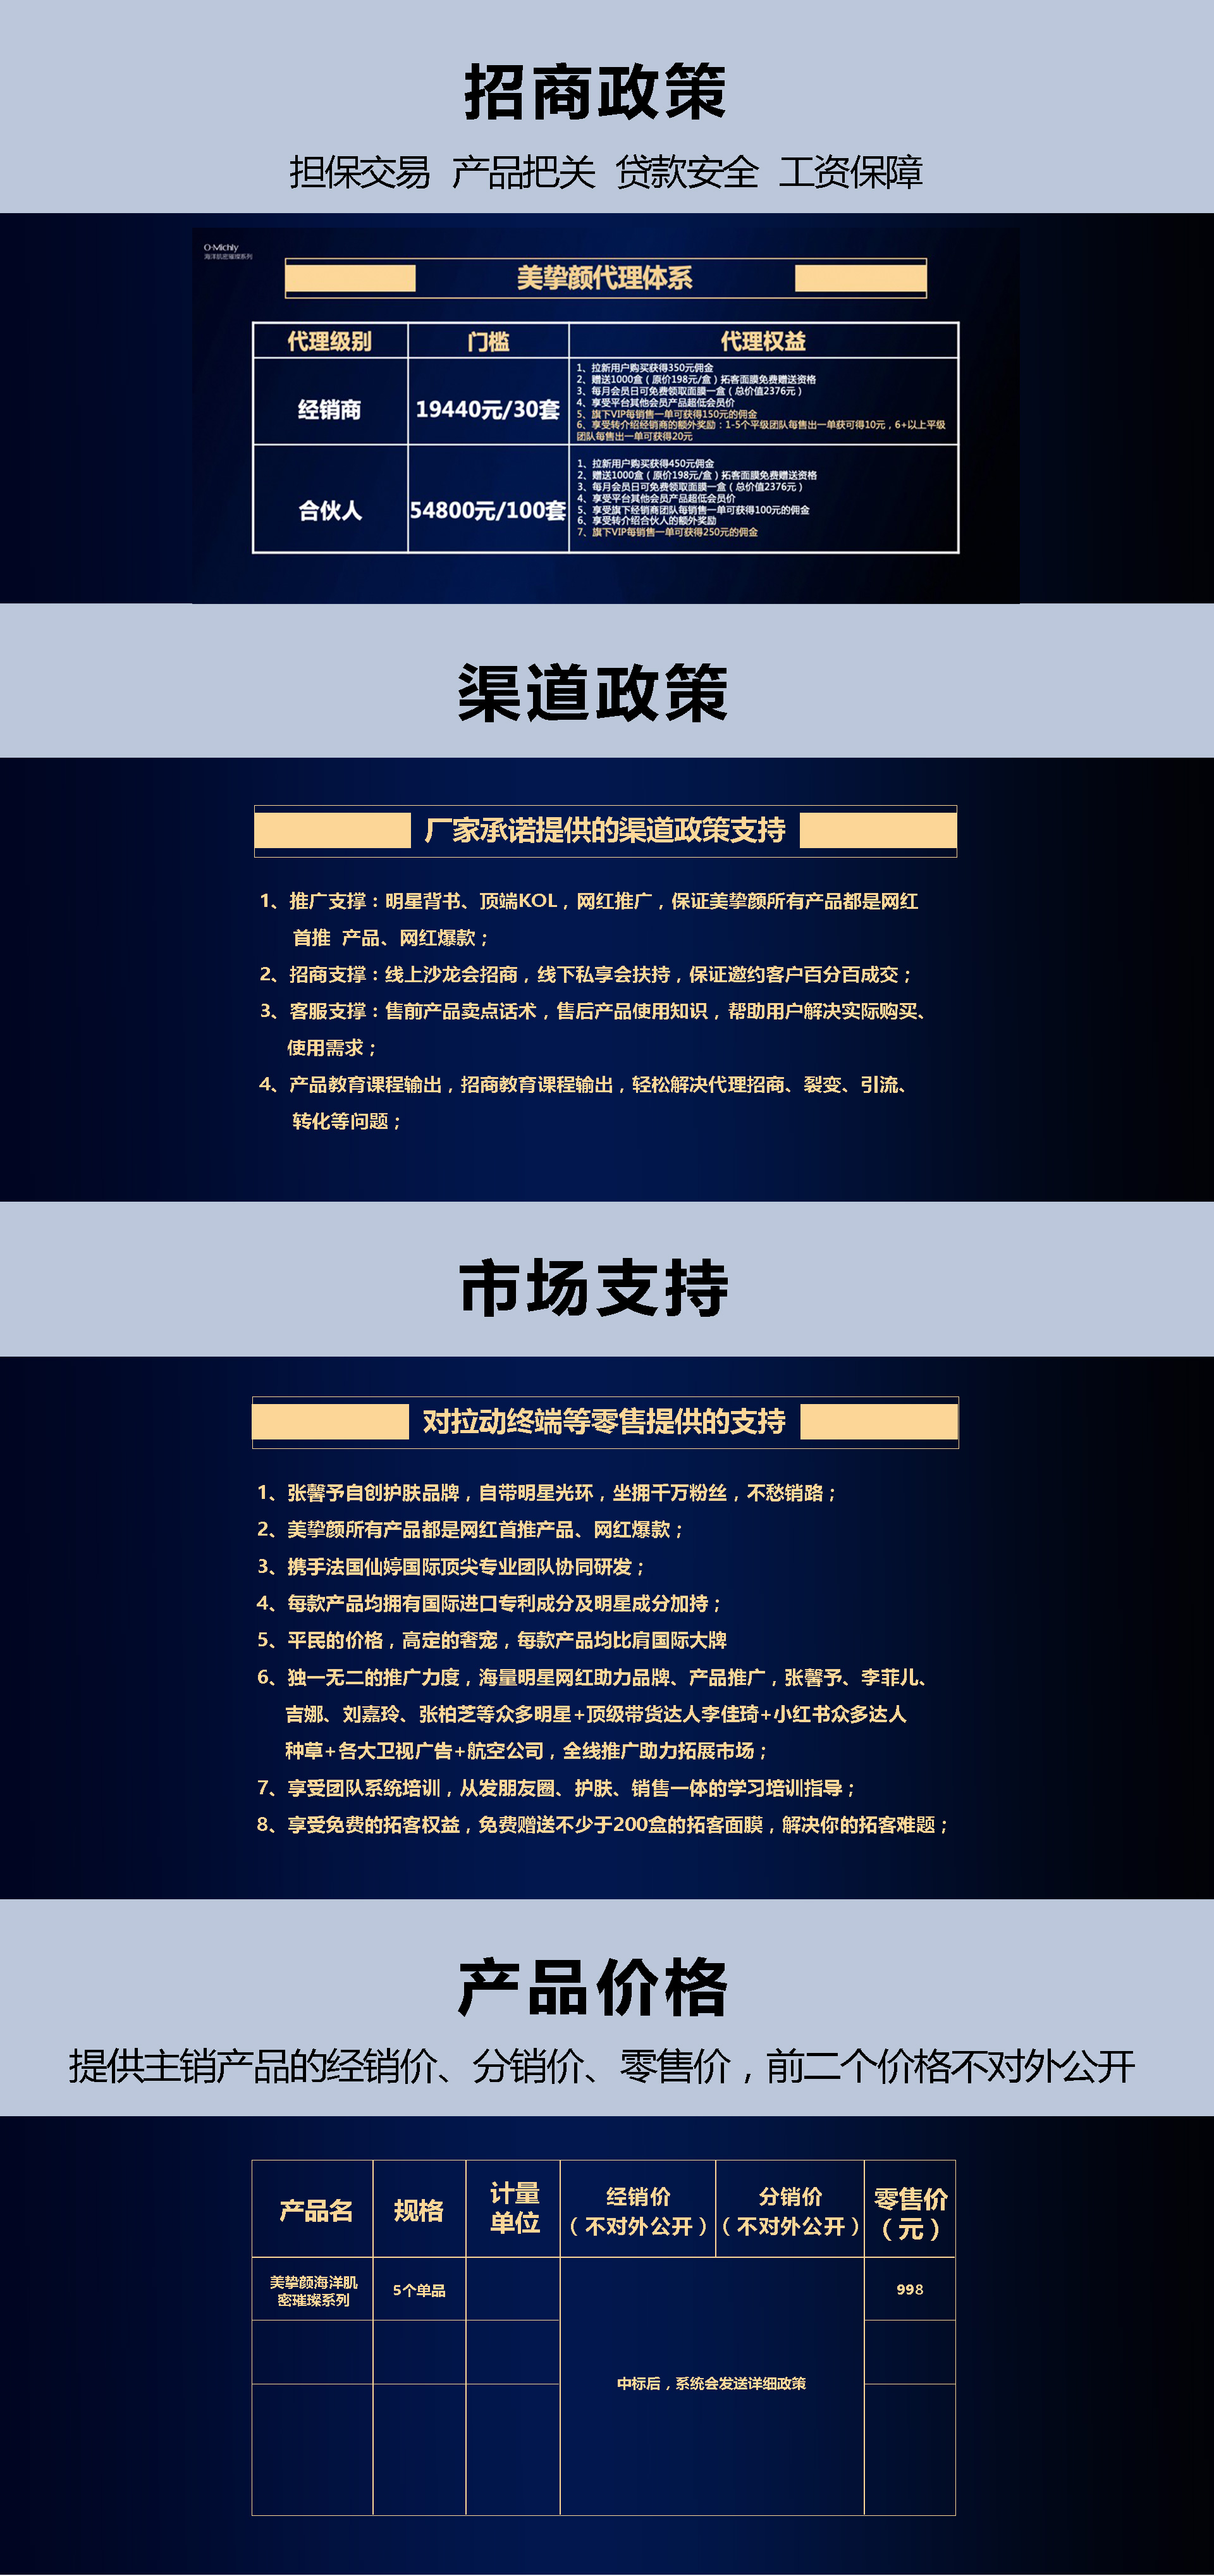 招商政策
担保交易 产品把关 贷款安全 工资保障
O·Michly
海洋肌密璀璨系列
美挚颜代理体系
代理级别 门槛 代理权益
经销商 19440元/30套
1、拉新用户购买获得350元佣金
2、赠送1000盒（原价198元/盒）拓客面膜免费赠送资格
3、每月会员日可免费领取面膜一盒（总价值2376元）
4、享受平台其他会员产品超低会员价
5、旗下VIP每销售一单可获得150元的佣金
6、享受转介绍经销商的额外奖励：1-5个平级团队每售出一单获可得10元，6+以上平级
团队每售出一单可获得20元
合伙人 54800元/100套
1、拉新用户购买获得450元佣金
2、赠送1000盒（原价198元/盒）拓客面膜免费赠送资格
3、每月会员日可免费领取面膜一盒（总价值2376元）
4、享受平台其他会员产品超低会员价
5、享受旗下经销商团队每销售一单可获得100元的佣金
6、享受转介绍合伙人的额外奖励
7、旗下VIP每销售一单可获得250元的佣金
渠道政策
厂家承诺提供的渠道政策支持
1、推广支撑：明星背书、顶端KOL，网红推广，保证美挚颜所有产品都是网红
首推 产品、网红爆款；
2、招商支撑：线上沙龙会招商，线下私享会扶持，保证邀约客户百分百成交；
3、客服支撑：售前产品卖点话术，售后产品使用知识，帮助用户解决实际购买、
使用需求；
4、产品教育课程输出，招商教育课程输出，轻松解决代理招商、裂变、引流、
转化等问题；
市场支持
对拉动终端等零售提供的支持
1、张馨予自创护肤品牌，自带明星光环，坐拥千万粉丝，不愁销路；
2、美挚颜所有产品都是网红首推产品、网红爆款；
3、携手法国仙婷国际顶尖专业团队协同研发；
4、每款产品均拥有国际进口专利成分及明星成分加持；
5、平民的价格，高定的奢宠，每款产品均比肩国际大牌
6、独一无二的推广力度，海量明星网红助力品牌、产品推广，张馨予、李菲儿、
吉娜、刘嘉玲、张柏芝等众多明星+顶级带货达人李佳琦+小红书众多达人
种草+各大卫视广告+航空公司，全线推广助力拓展市场；
7、享受团队系统培训，从发朋友圈、护肤、销售一体的学习培训指导；
8、享受免费的拓客权益，免费赠送不少于200盒的拓客面膜，解决你的拓客难题；
产品价格
提供主销产品的经销价、分销价、零售价，前二个价格不对外公开
产品名 规格 计量
单位 经销价
（不对外公开） 分销价
（不对外公开） 零售价
（元）
美挚颜海洋肌
密璀璨系列 5个单品 998
中标后，系统会发送详细政策